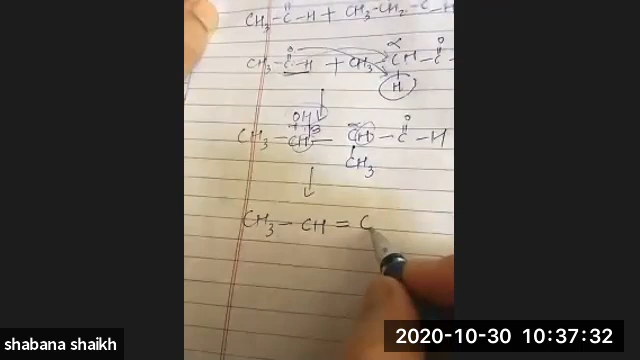 O
CH3 - C - H + CH3 - CH2 - C - H
O α O
CH3 - C - H + CH3 - CH - C -
H
OH
CH3 - CH - CH - C - H
O
CH3
CH3 - CH = C
shabana shaikh
2020-10-30 10:37:32